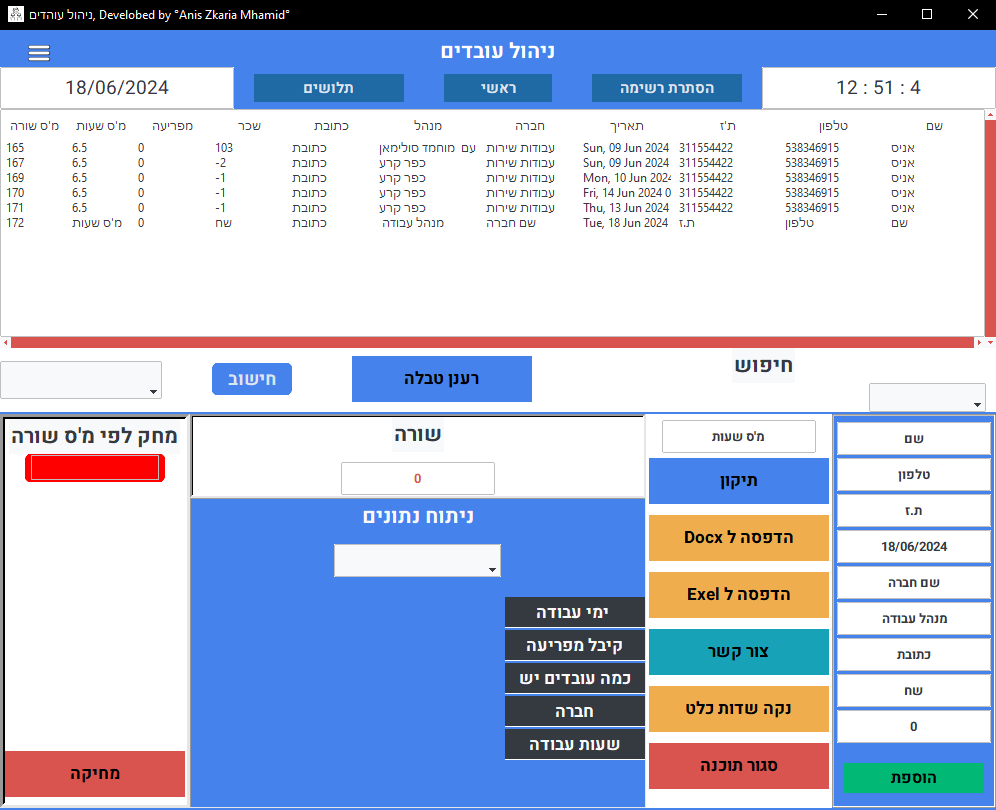 ניהול עוהדים, Develobed by °Anis Zkaria Mhamid°
ניהול עובדים
18/06/2024
תלושים
ראשי
הסתרת רשימה
12 : 51 : 4
מ'ס שורה מ'ס שעות מפריעה שכר כתובת מנהל חברה תאריך ת'ז טלפון שם
165 6.5 0 103 כתובת עם מוחמד סולימאן עבודות שירות Sun, 09 Jun 2024 311554422 538346915 אניס
167 6.5 0 -2 כתובת כפר קרע עבודות שירות Sun, 09 Jun 2024 311554422 538346915 אניס
169 6.5 0 -1 כתובת כפר קרע עבודות שירות Mon, 10 Jun 2024 311554422 538346915 אניס
170 6.5 0 -1 כתובת כפר קרע עבודות שירות Fri, 14 Jun 2024 0 311554422 538346915 אניס
171 6.5 0 -1 כתובת כפר קרע עבודות שירות Thu, 13 Jun 2024 311554422 538346915 אניס
172 מ'ס שעות 0 שח כתובת מנהל עבודה שם חברה Tue, 18 Jun 2024 ת.ז טלפון שם
חישוב
רענן טבלה
חיפוש
מחק לפי מ'ס שורה
מחיקה
שורה
0
ניתוח נתונים
ימי עבודה
קיבל מפריעה
כמה עובדים יש
חברה
שעות עבודה
מ'ס שעות
תיקון
הדפסה ל Docx
הדפסה ל Exel
צור קשר
נקה שדות כלט
סגור תוכנה
שם
טלפון
ת.ז
18/06/2024
שם חברה
מנהל עבודה
כתובת
שח
0
הוספת